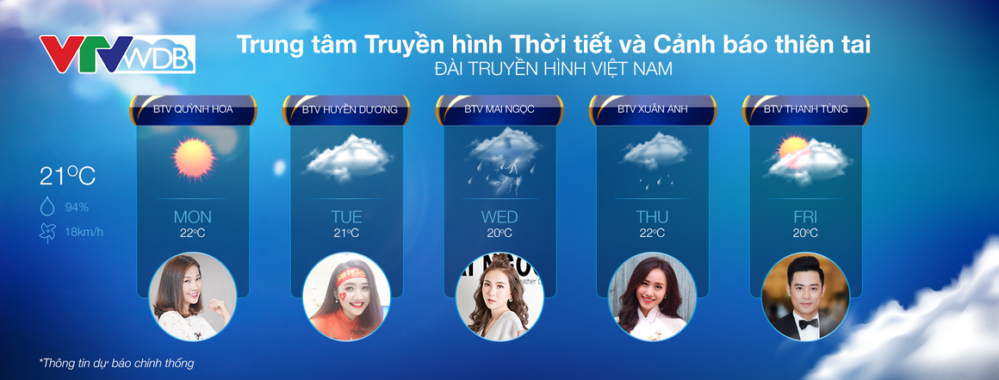 VTV WDB
Trung tâm Truyền hình Thời tiết và Cảnh báo thiên tai
ĐÀI TRUYỀN HÌNH VIỆT NAM
BTV QUỲNH HOA
BTV HUYỀN DƯƠNG
BTV MAI NGỌC
BTV XUÂN ANH
BTV THANH TÙNG
21°C
94%
18km/h
MON
22°C
TUE
21°C
WED
20°C
THU
22°C
FRI
20°C
*Thông tin dự báo chính thống